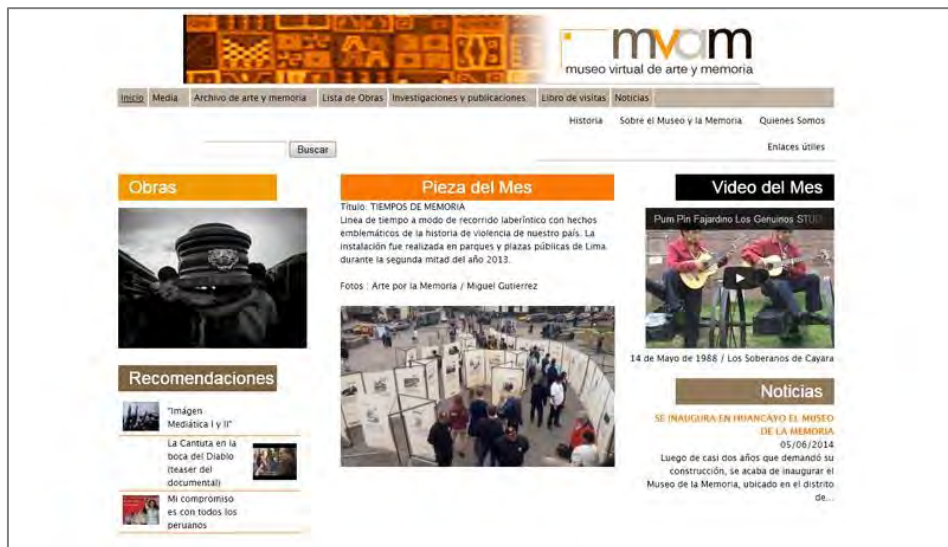 mvam
museo virtual de arte y memoria
Inicio Media Archivo de arte y memoria Lista de Obras Investigaciones y publicaciones Libro de visitas Noticias
Historia Sobre el Museo y la Memoria Quienes Somos
Enlaces útiles
Buscar
Obras
Recomendaciones
"Imágen
Mediática I y II"
La Cantuta en la
boca del Diablo
(teaser del
documental)
Mi compromiso
es con todos los
peruanos
Pieza del Mes
Título: TIEMPOS DE MEMORIA
Linea de tiempo a modo de recorrido laberíntico con hechos
emblemáticos de la historia de violencia de nuestro país. La
instalación fue realizada en parques y plazas públicas de Lima
durante la segunda mitad del año 2013.
Fotos : Arte por la Memoria / Miguel Gutierrez
Video del Mes
Pum Pin Fajardino Los Genuinos STUD
14 de Mayo de 1988 / Los Soberanos de Cayara
Noticias
SE INAUGURA EN HUANCAYO EL MUSEO
DE LA MEMORIA
05/06/2014
Luego de casi dos años que demandó su
construcción, se acaba de inaugurar el
Museo de la Memoria, ubicado en el distrito
de...